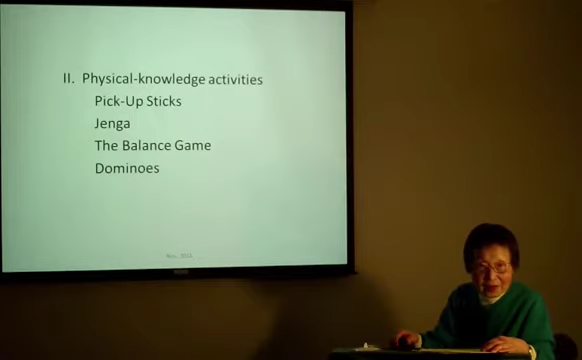 II. Physical-knowledge activities
Pick-Up Sticks
Jenga
The Balance Game
Dominoes